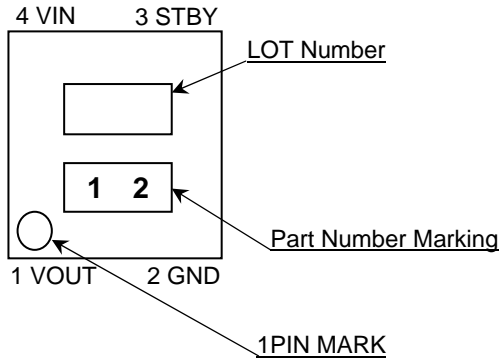 4 VIN 3 STBY
LOT Number
1 2
Part Number Marking
1 VOUT 2 GND
1PIN MARK